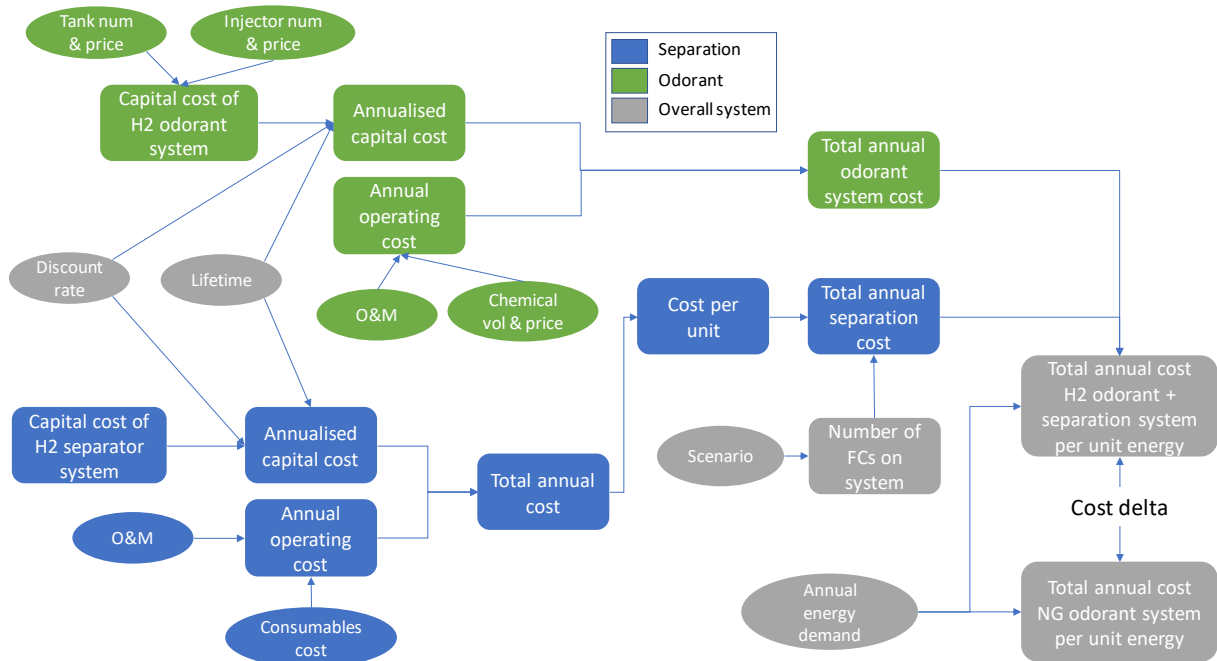 Tank num
& price
Injector num
& price
Separation
Odorant
Overall system
Capital cost of
H2 odorant
system
Annualised
capital cost
Total annual
odorant
system cost
Annual
operating
cost
Discount
rate
Lifetime
O&M
Chemical
vol & price
Cost per
unit
Total annual
separation
cost
Total annual cost
H2 odorant +
separation system
per unit energy
Capital cost of
H2 separator
system
Annualised
capital cost
Scenario
Number of
FCs on
system
Total annual
cost
Cost delta
O&M
Annual
operating
cost
Annual
energy
demand
Total annual cost
NG odorant system
per unit energy
Consumables
cost